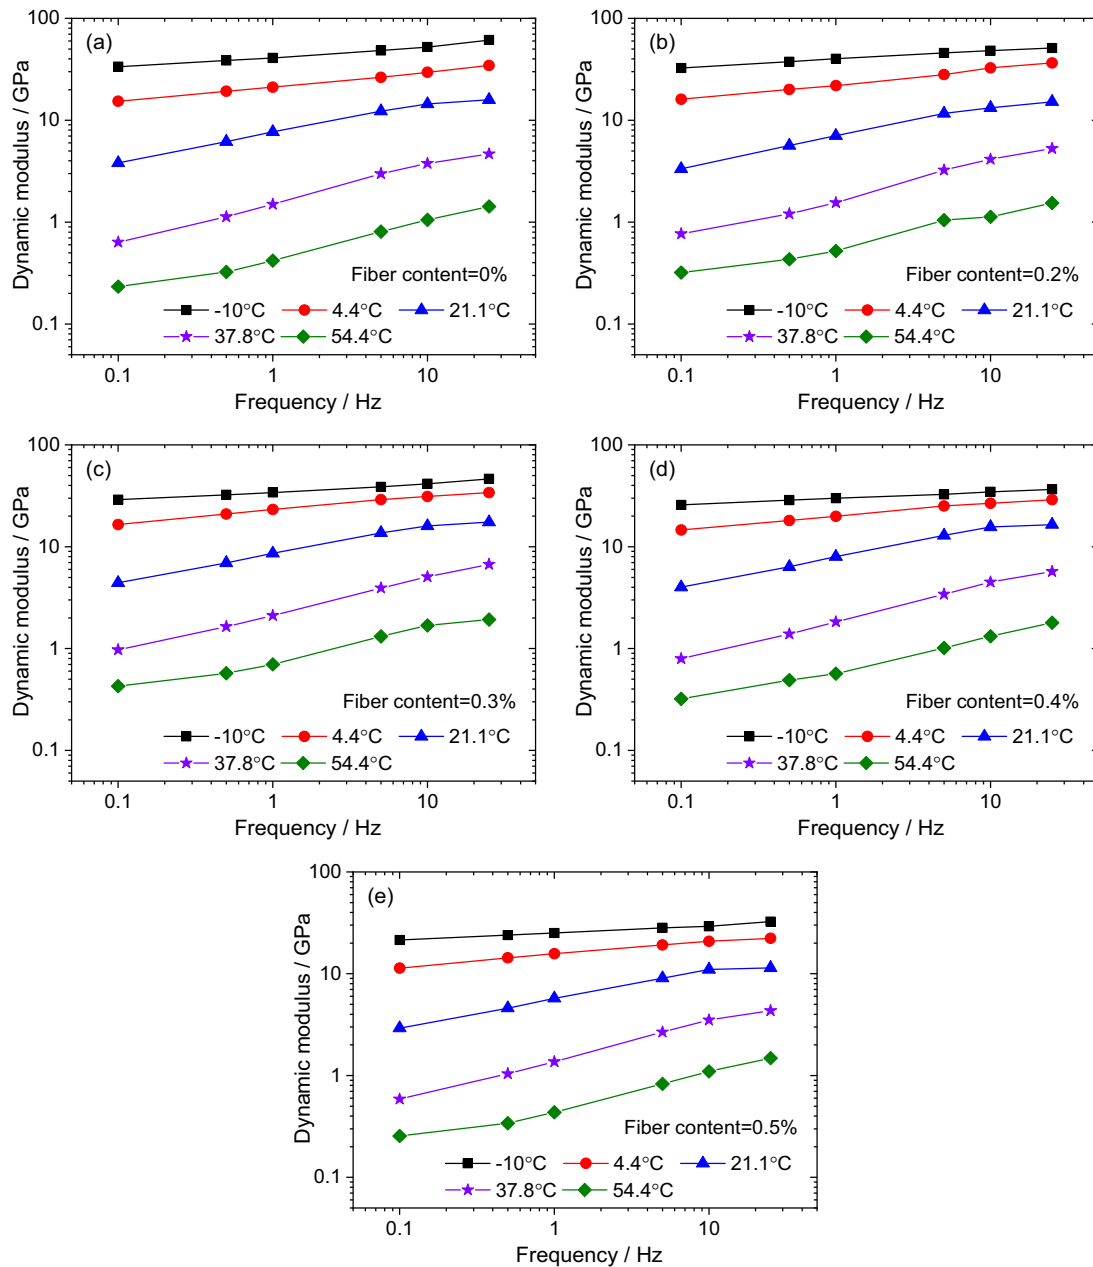 (a)
100
10
1
0.1
Dynamic modulus / GPa
Fiber content=0%
-10°C 4.4°C 21.1°C
37.8°C 54.4°C
0.1 1 10
Frequency / Hz
(b)
100
10
1
0.1
Dynamic modulus / GPa
Fiber content=0.2%
-10°C 4.4°C 21.1°C
37.8°C 54.4°C
0.1 1 10
Frequency / Hz
(c)
100
10
1
0.1
Dynamic modulus / GPa
Fiber content=0.3%
-10°C 4.4°C 21.1°C
37.8°C 54.4°C
0.1 1 10
Frequency / Hz
(d)
100
10
1
0.1
Dynamic modulus / GPa
Fiber content=0.4%
-10°C 4.4°C 21.1°C
37.8°C 54.4°C
0.1 1 10
Frequency / Hz
(e)
100
10
1
0.1
Dynamic modulus / GPa
Fiber content=0.5%
-10°C 4.4°C 21.1°C
37.8°C 54.4°C
0.1 1 10
Frequency / Hz